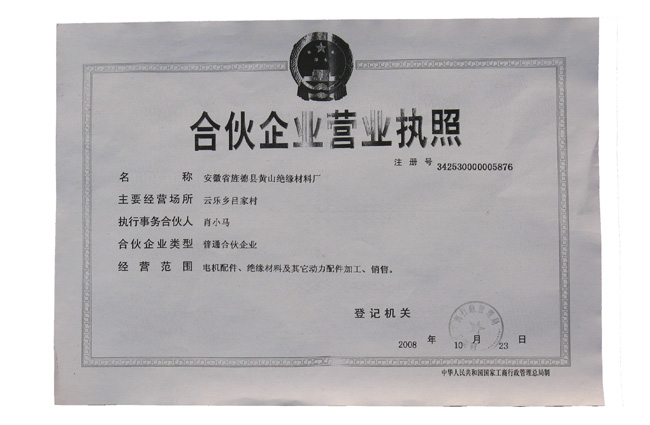 合伙企业营业执照
注 册 号 342530000005876
名 称 安徽省旌德县黄山绝缘材料厂
主要经营场所 云乐乡吕家村
执行事务合伙人 肖小马
合伙企业类型 普通合伙企业
经 营 范 围 电机配件、绝缘材料及其它动力配件加工、销售。
登记机关
2008 年 10 月 23 日
中华人民共和国国家工商行政管理总局制